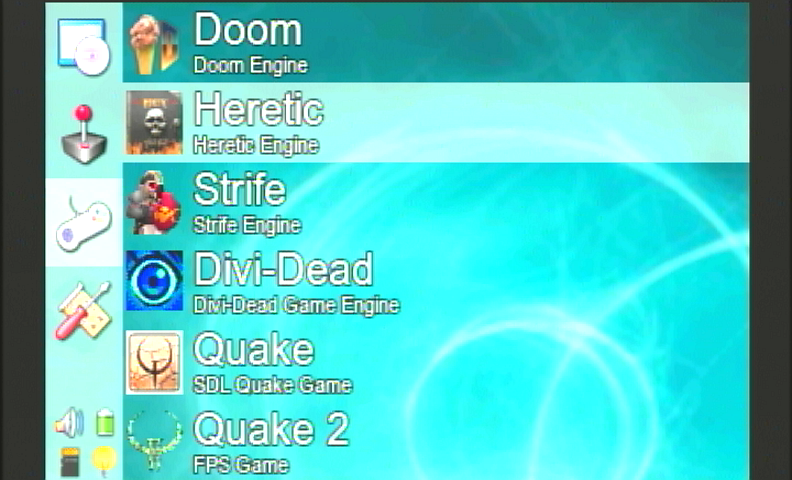 Doom
Doom Engine
Heretic
Heretic Engine
Strife
Strife Engine
Divi-Dead
Divi-Dead Game Engine
Quake
SDL Quake Game
Quake 2
FPS Game